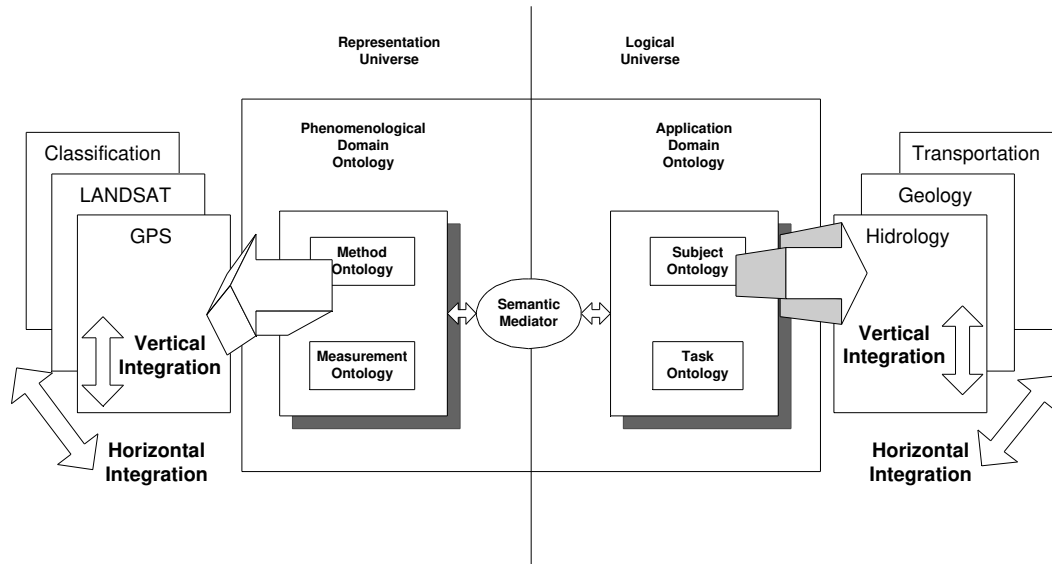 Representation
Universe
Logical
Universe
Phenomenological
Domain
Ontology
Application
Domain
Ontology
Classification
LANDSAT
GPS
Vertical
Integration
Horizontal
Integration
Method
Ontology
Measurement
Ontology
Semantic
Mediator
Subject
Ontology
Task
Ontology
Transportation
Geology
Hidrology
Vertical
Integration
Horizontal
Integration